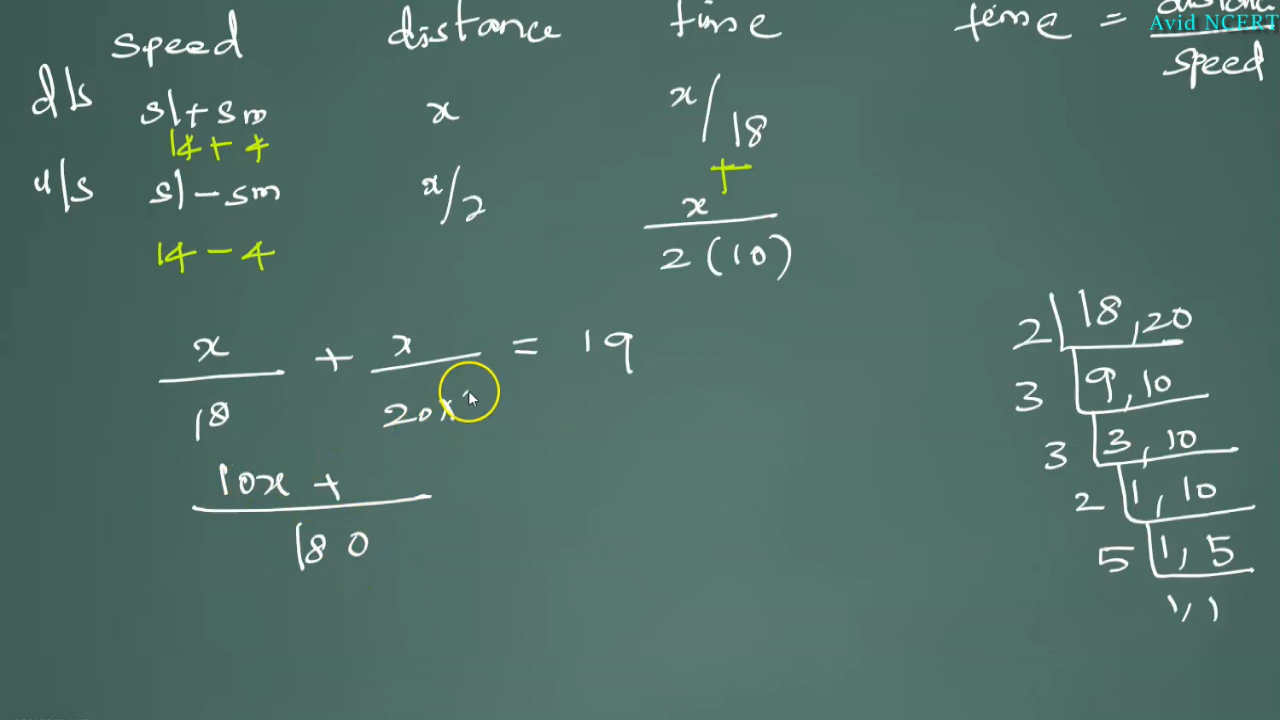 speed distance time time = distance / speed
Avid NCERT
d/s sl+sm x x/18
14+4 +
u/s sl-sm x/2 x / 2(10)
14-4
x/18 + x/20x = 19
10x + / 180
2 | 18, 20
3 | 9, 10
3 | 3, 10
2 | 1, 10
5 | 1, 5
1, 1